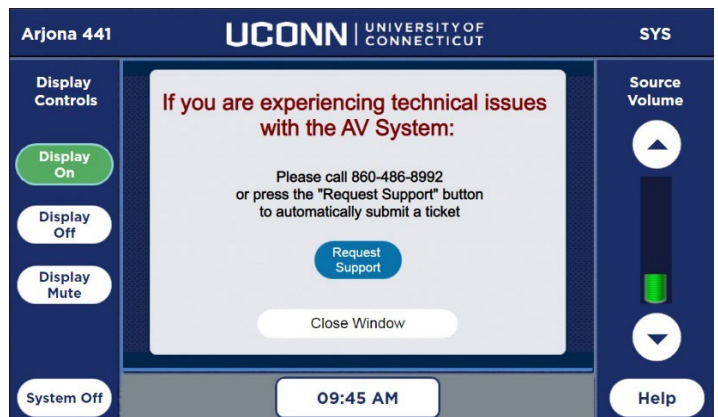 Arjona 441
UCONN | UNIVERSITY OF
CONNECTICUT
SYS
Display
Controls
Display
On
Display
Off
Display
Mute
System Off
If you are experiencing technical issues
with the AV System:
Please call 860-486-8992
or press the "Request Support" button
to automatically submit a ticket
Request
Support
Close Window
09:45 AM
Source
Volume
Help